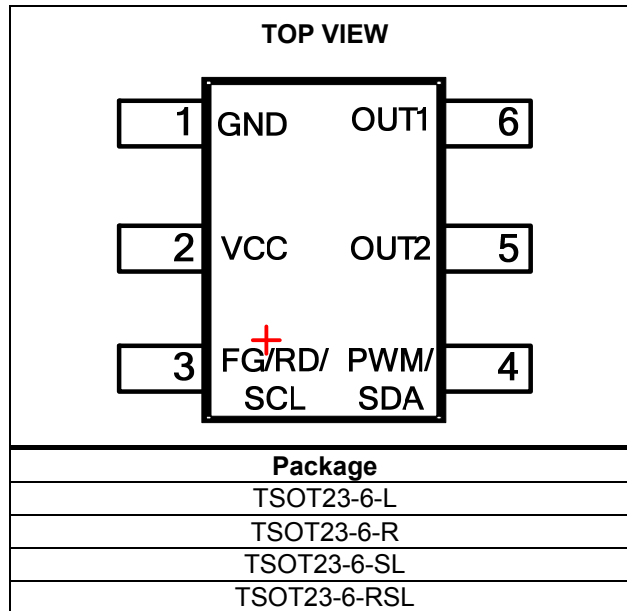 TOP VIEW
1 GND OUT1 6
2 VCC OUT2 5
3 FG/RD/ PWM/ 4
SCL SDA
Package
TSOT23-6-L
TSOT23-6-R
TSOT23-6-SL
TSOT23-6-RSL